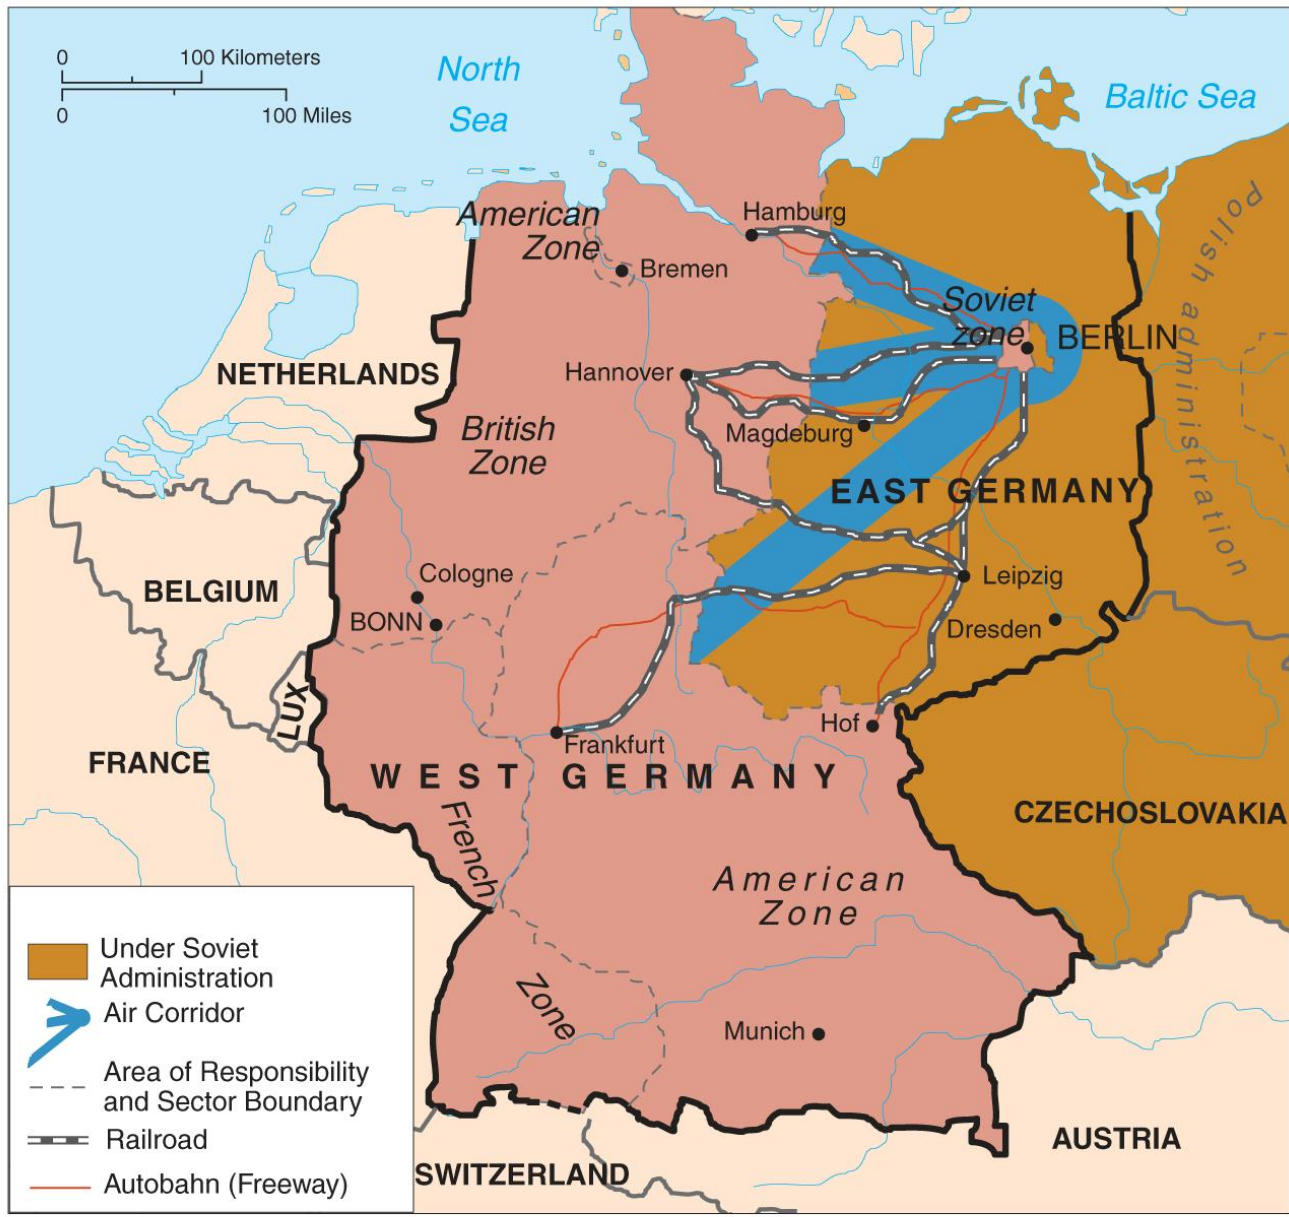 0 100 Kilometers
0 100 Miles
North
Sea
Baltic Sea
Polish administration
American
Zone
Hamburg
Bremen
Soviet
zone
BERLIN
NETHERLANDS
Hannover
British
Zone
Magdeburg
EAST GERMANY
BELGIUM
Cologne
BONN
Leipzig
Dresden
LUX
Hof
Frankfurt
FRANCE
WEST GERMANY
CZECHOSLOVAKIA
French
Zone
American
Zone
Munich
AUSTRIA
SWITZERLAND
Under Soviet
Administration
Air Corridor
Area of Responsibility
and Sector Boundary
Railroad
Autobahn (Freeway)